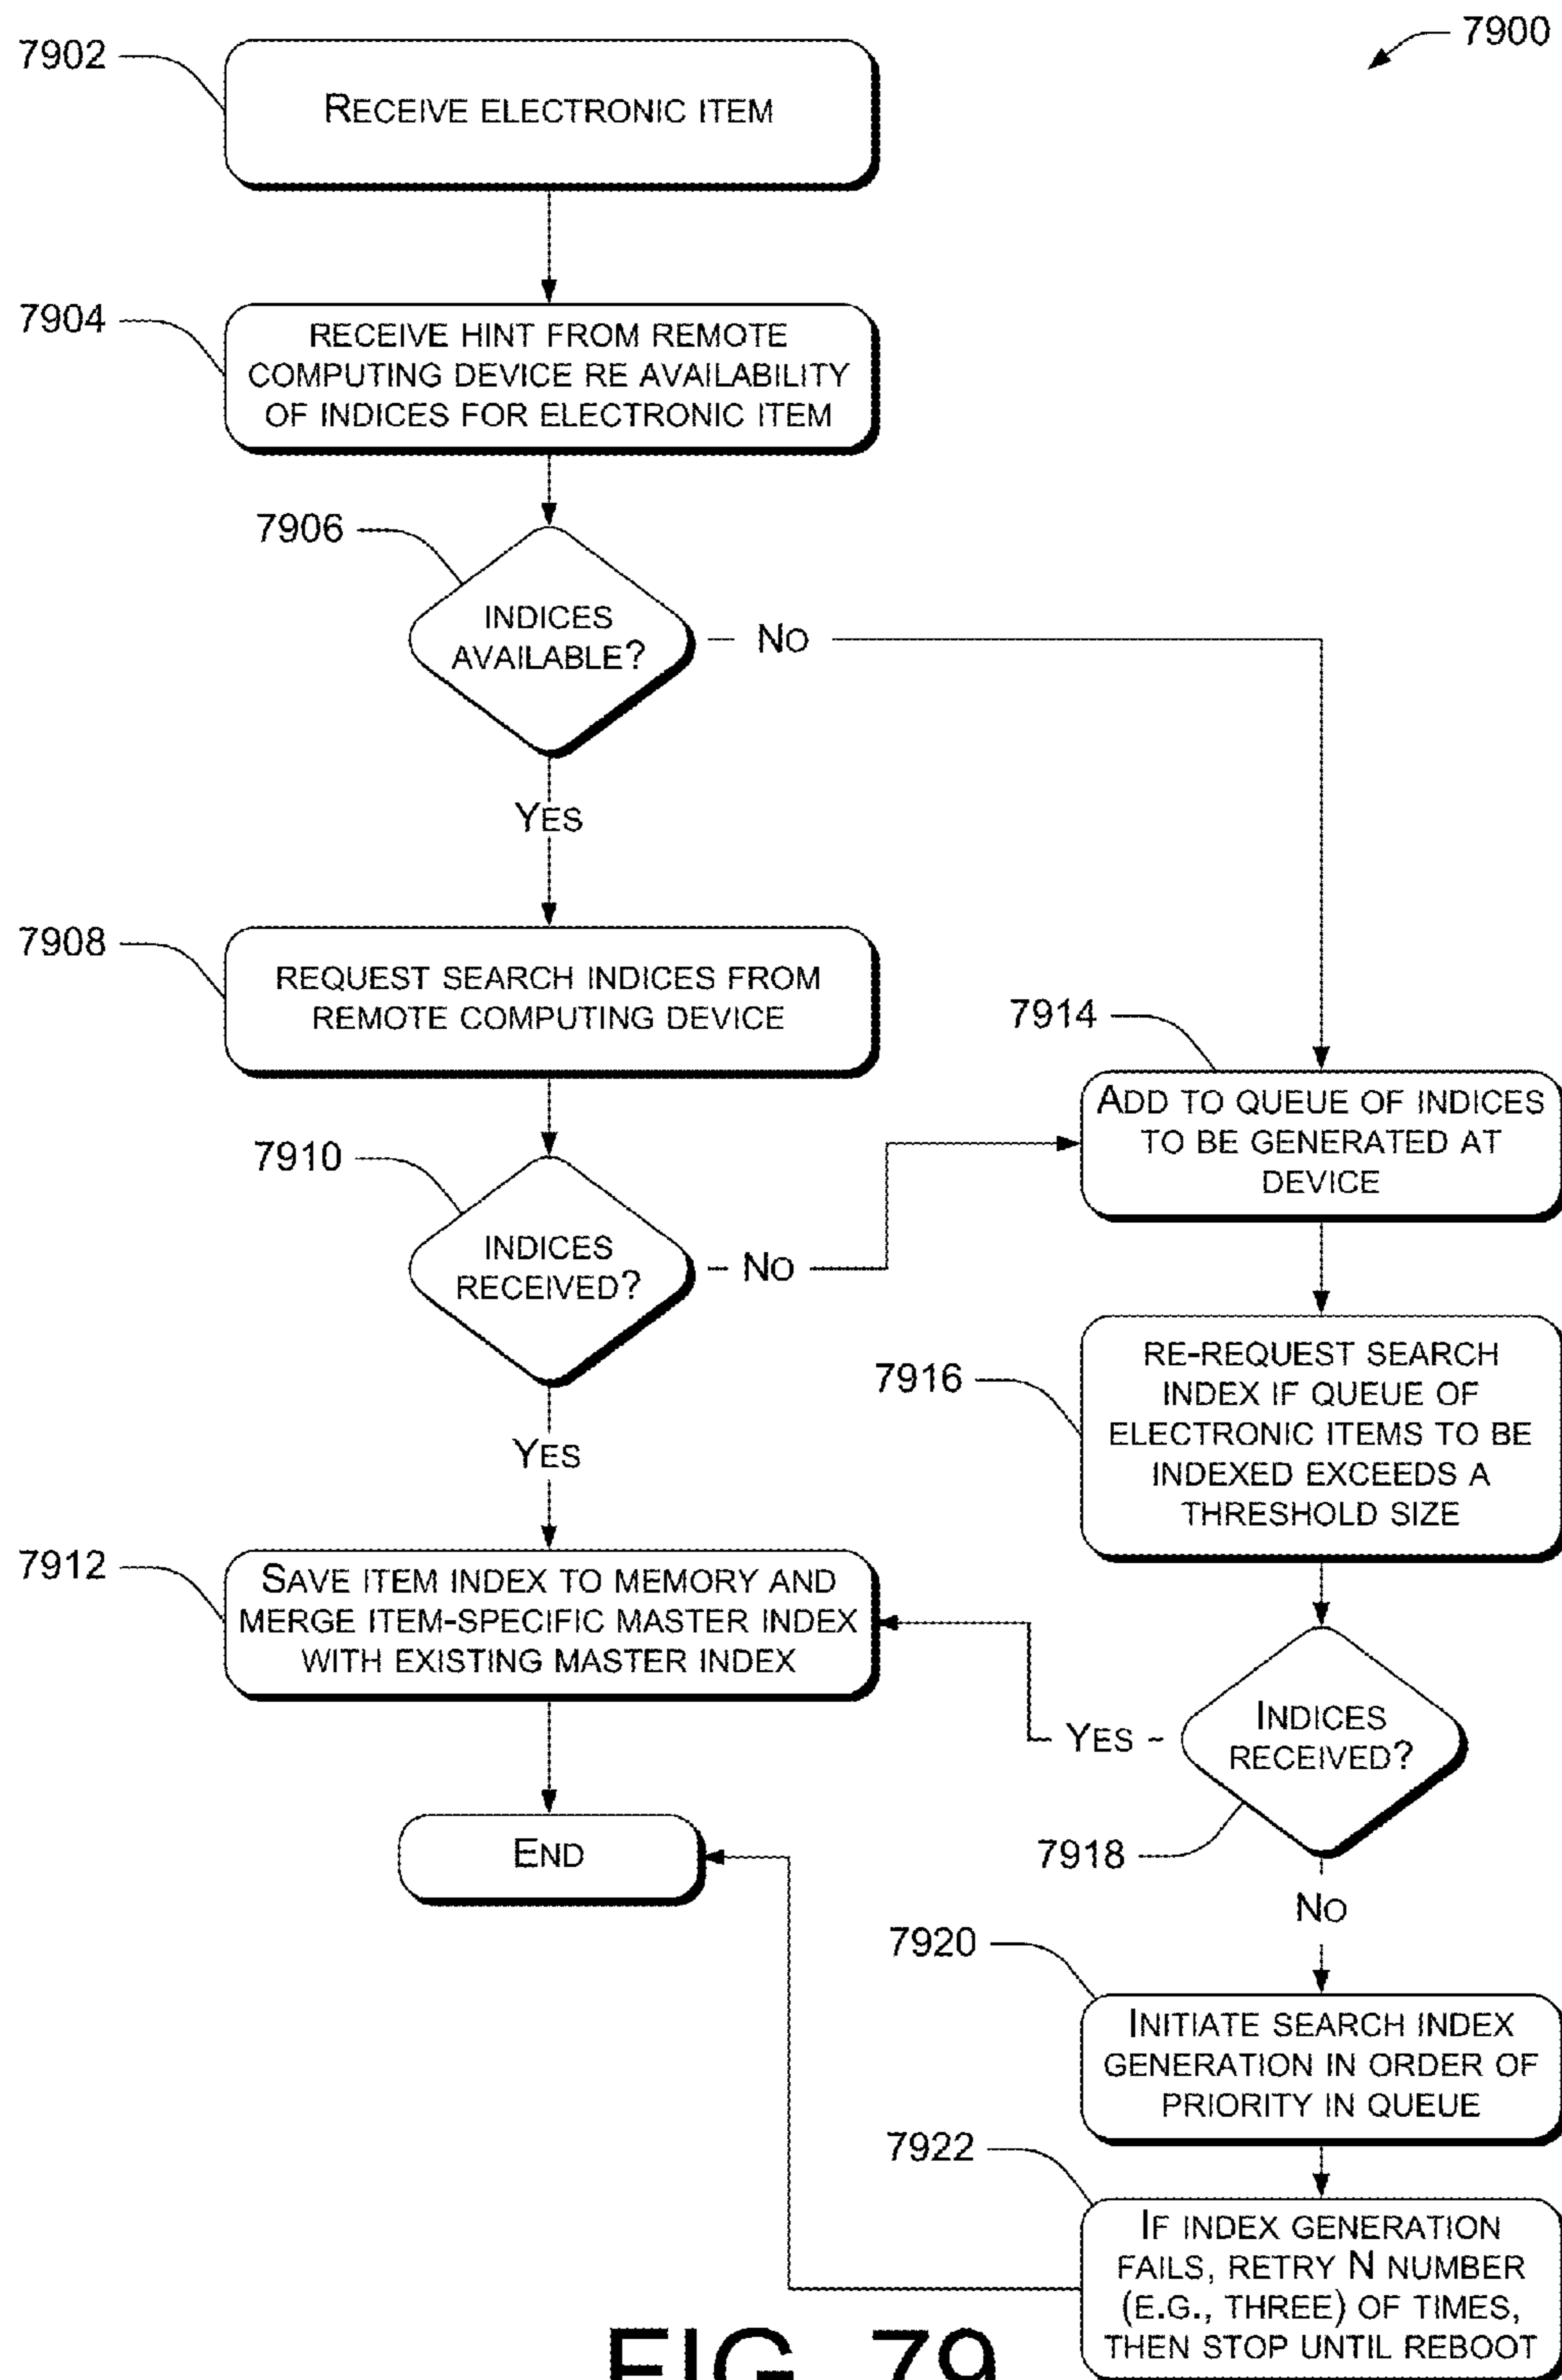 7900
7902
RECEIVE ELECTRONIC ITEM
7904
RECEIVE HINT FROM REMOTE
COMPUTING DEVICE RE AVAILABILITY
OF INDICES FOR ELECTRONIC ITEM
7906
INDICES
AVAILABLE?
NO
YES
7908
REQUEST SEARCH INDICES FROM
REMOTE COMPUTING DEVICE
7910
INDICES
RECEIVED?
NO
YES
7912
SAVE ITEM INDEX TO MEMORY AND
MERGE ITEM-SPECIFIC MASTER INDEX
WITH EXISTING MASTER INDEX
END
7914
ADD TO QUEUE OF INDICES
TO BE GENERATED AT
DEVICE
7916
RE-REQUEST SEARCH
INDEX IF QUEUE OF
ELECTRONIC ITEMS TO BE
INDEXED EXCEEDS A
THRESHOLD SIZE
INDICES
RECEIVED?
YES
7918
NO
7920
INITIATE SEARCH INDEX
GENERATION IN ORDER OF
PRIORITY IN QUEUE
7922
IF INDEX GENERATION
FAILS, RETRY N NUMBER
(E.G., THREE) OF TIMES,
THEN STOP UNTIL REBOOT
FIG. 79